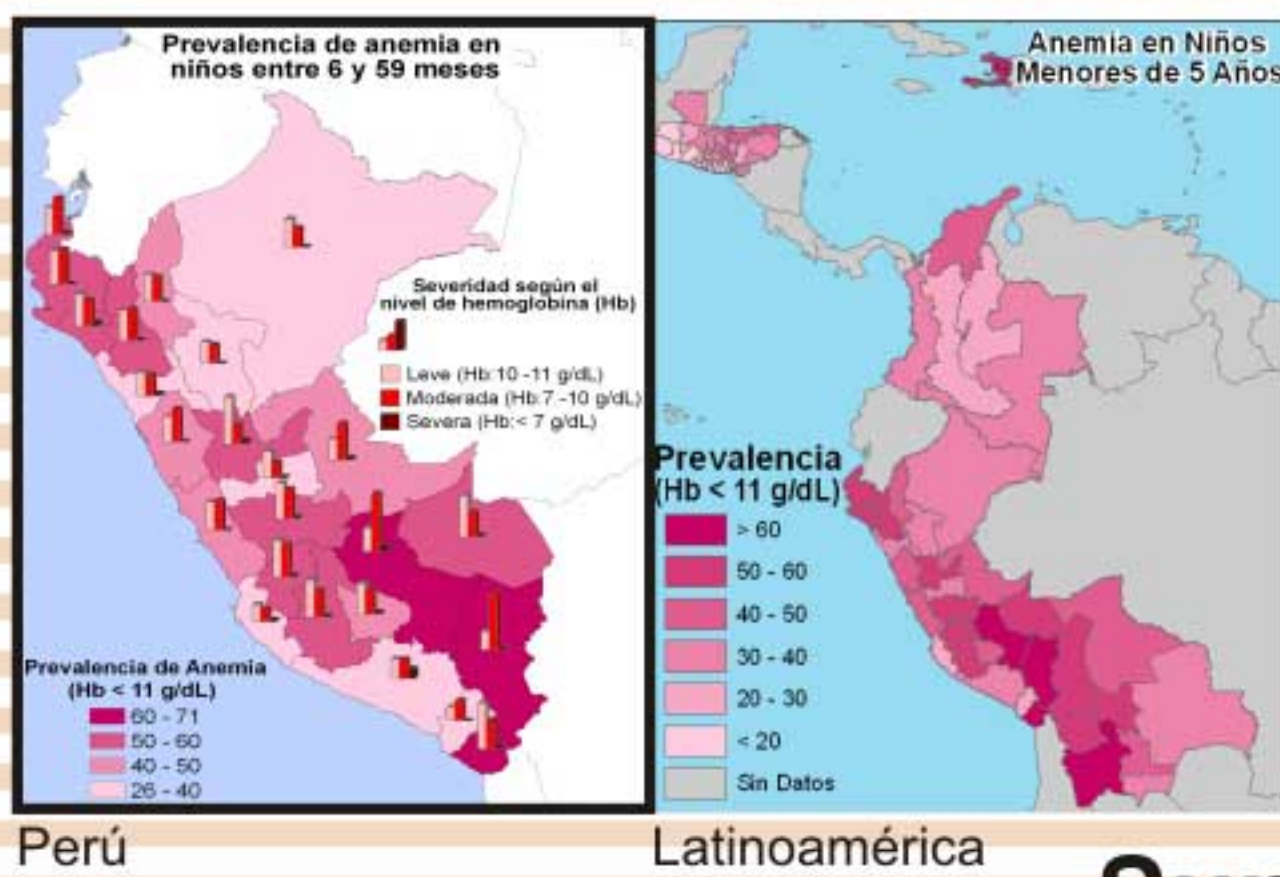 Prevalencia de anemia en
niños entre 6 y 59 meses
Severidad según el
nivel de hemoglobina (Hb)
Leve (Hb:10 -11 g/dL)
Moderada (Hb:7 -10 g/dL)
Severa (Hb:< 7 g/dL)
Prevalencia de Anemia
(Hb < 11 g/dL)
60 - 71
50 - 60
40 - 50
26 - 40
Perú
Anemia en Niños
Menores de 5 Años
Prevalencia
(Hb < 11 g/dL)
> 60
50 - 60
40 - 50
30 - 40
20 - 30
< 20
Sin Datos
Latinoamérica